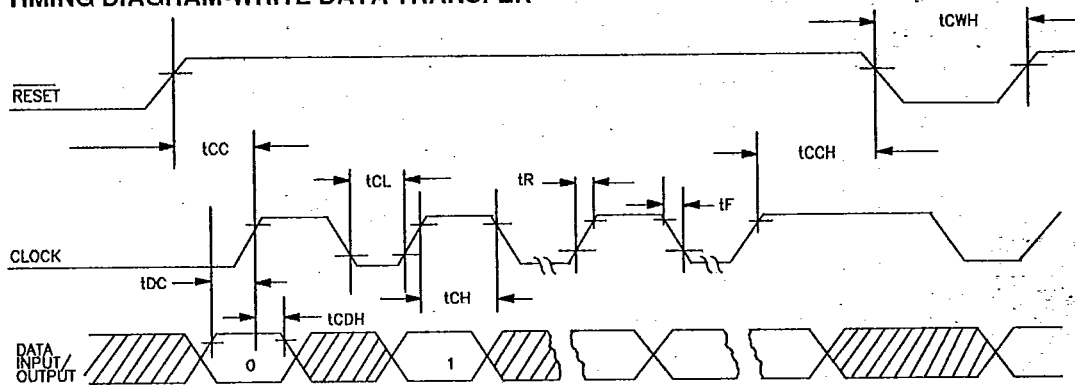 TIMING DIAGRAM-WRITE DATA TRANSFER
tCWH
RESET
tCC
tCCH
tCL
tR
tF
CLOCK
tDC
tCH
tCDH
DATA
INPUT/
OUTPUT
0
1